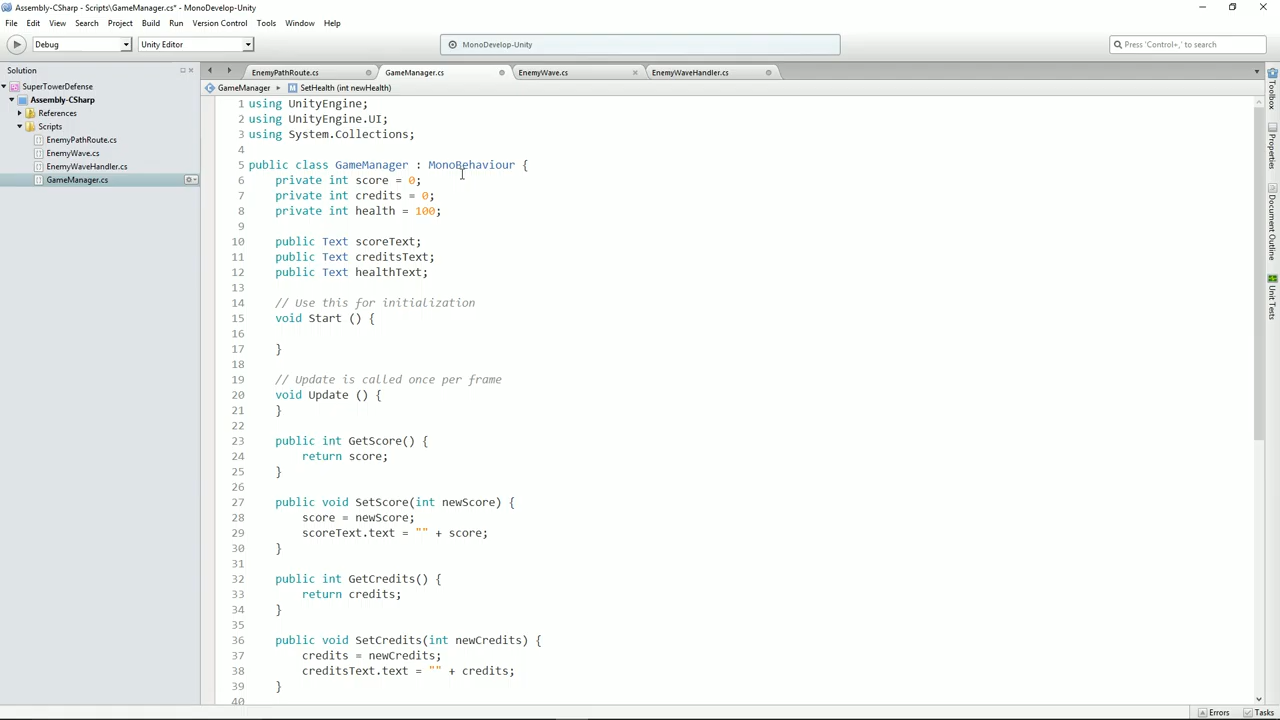 Assembly-CSharp - Scripts\GameManager.cs* - MonoDevelop-Unity
File Edit View Search Project Build Run Version Control Tools Window Help
Debug Unity Editor MonoDevelop-Unity Press 'Control+,' to search
Solution
SuperTowerDefense
Assembly-CSharp
References
Scripts
EnemyPathRoute.cs
EnemyWave.cs
EnemyWaveHandler.cs
GameManager.cs
EnemyPathRoute.cs GameManager.cs EnemyWave.cs EnemyWaveHandler.cs
GameManager SetHealth (int newHealth)
1 using UnityEngine;
2 using UnityEngine.UI;
3 using System.Collections;
4
5 public class GameManager : MonoBehaviour {
6 private int score = 0;
7 private int credits = 0;
8 private int health = 100;
9
10 public Text scoreText;
11 public Text creditsText;
12 public Text healthText;
13
14 // Use this for initialization
15 void Start () {
16
17 }
18
19 // Update is called once per frame
20 void Update () {
21 }
22
23 public int GetScore() {
24 return score;
25 }
26
27 public void SetScore(int newScore) {
28 score = newScore;
29 scoreText.text = "" + score;
30 }
31
32 public int GetCredits() {
33 return credits;
34 }
35
36 public void SetCredits(int newCredits) {
37 credits = newCredits;
38 creditsText.text = "" + credits;
39 }
40
Toolbox
Properties
Document Outline
Unit Tests
Errors Tasks